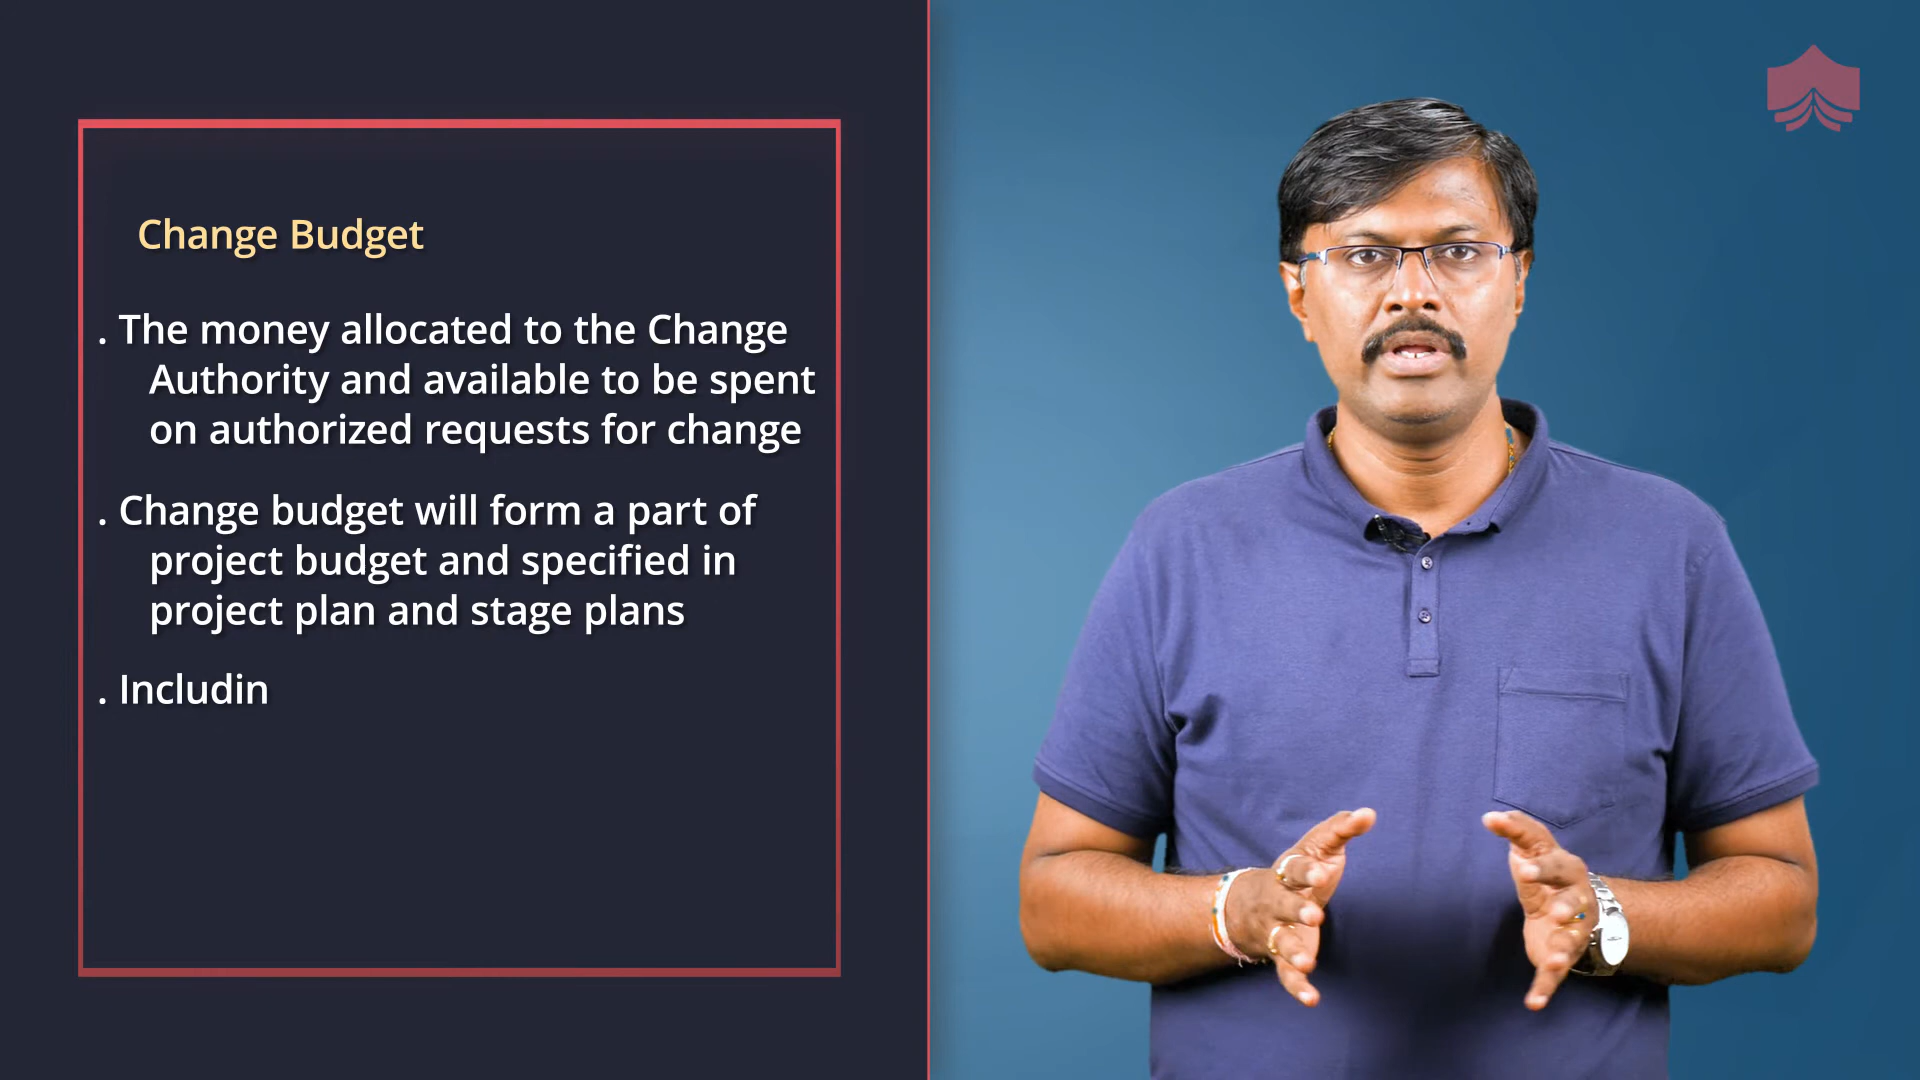 Change Budget
. The money allocated to the Change
Authority and available to be spent
on authorized requests for change
. Change budget will form a part of
project budget and specified in
project plan and stage plans
. Includin